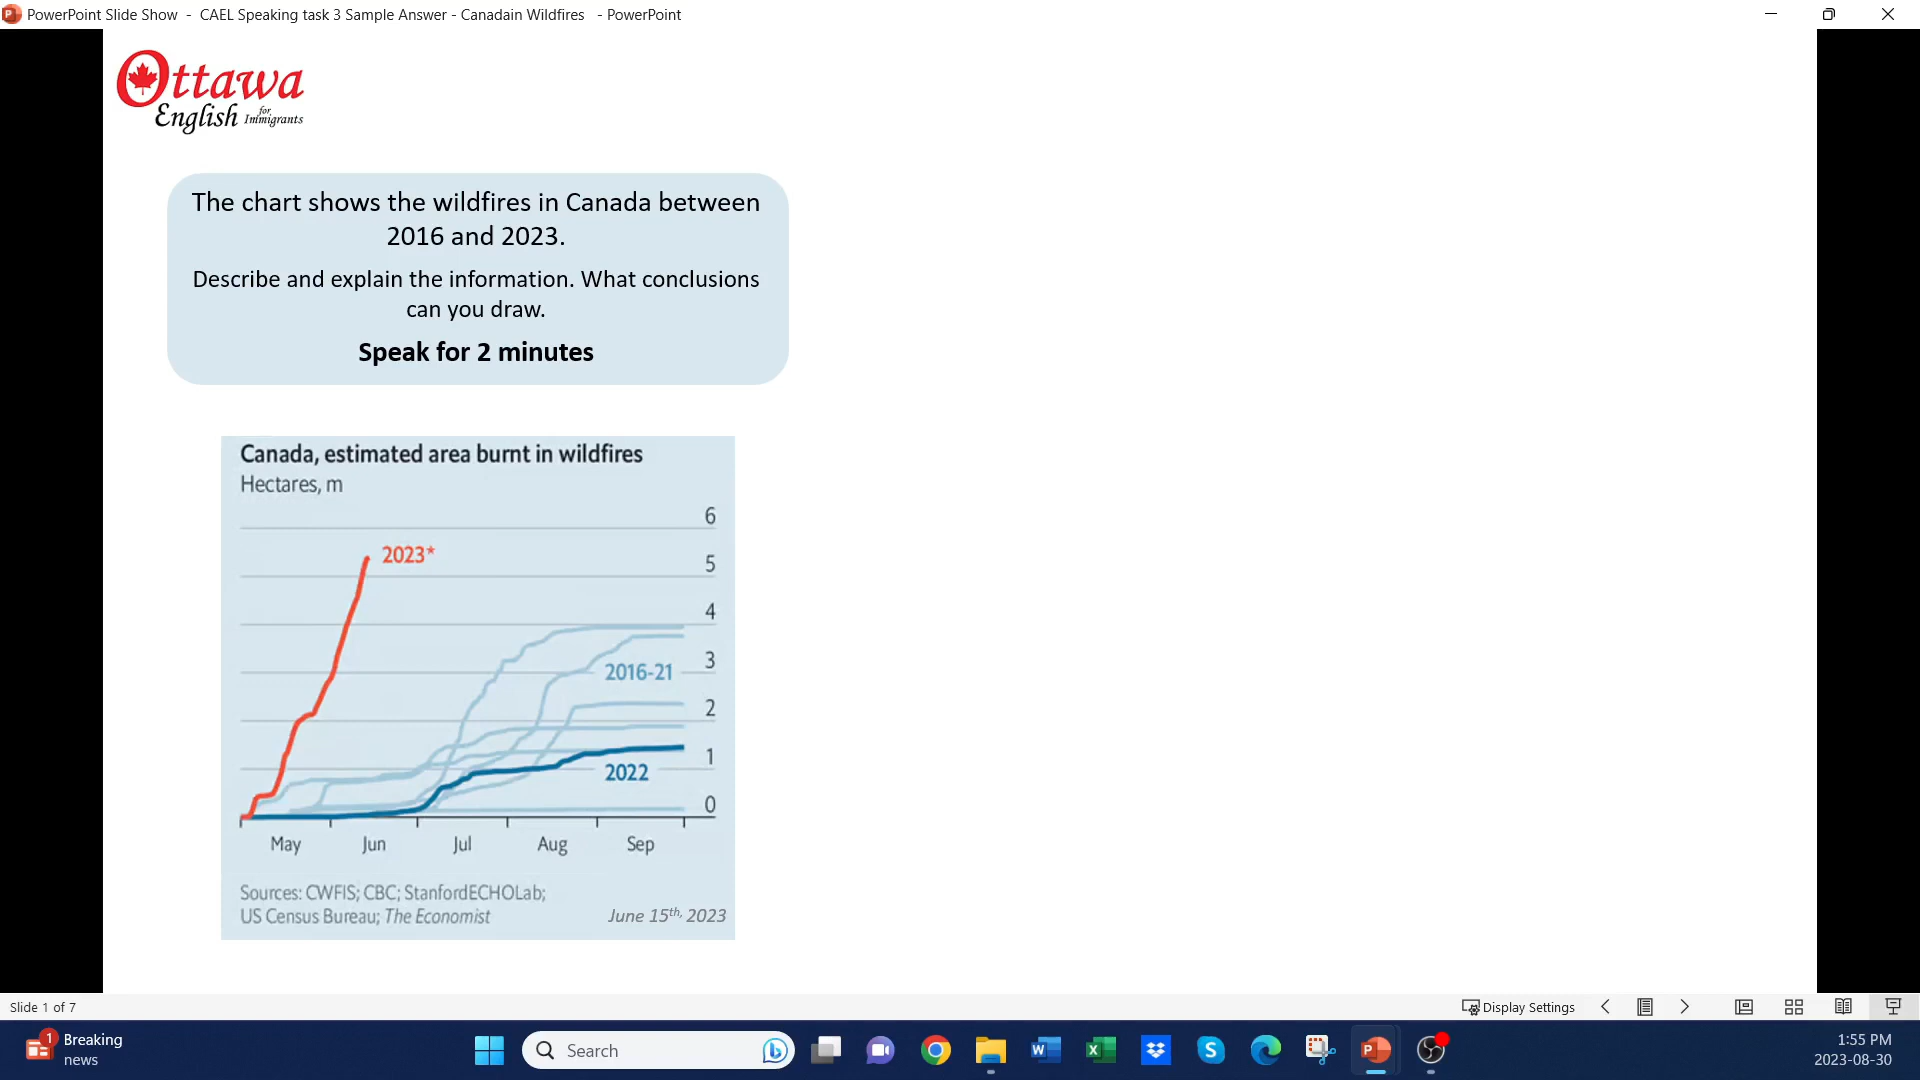 PowerPoint Slide Show - CAEL Speaking task 3 Sample Answer - Canadain Wildfires - PowerPoint
Ottawa
English for Immigrants
The chart shows the wildfires in Canada between
2016 and 2023.
Describe and explain the information. What conclusions
can you draw.
Speak for 2 minutes
Canada, estimated area burnt in wildfires
Hectares, m
6
2023*
5
4
3
2016-21
2
1
2022
0
May Jun Jul Aug Sep
Sources: CWFIS; CBC; StanfordECHOLab;
US Census Bureau; The Economist
June 15th, 2023
Slide 1 of 7
Display Settings
1
Breaking
news
Search
1:55 PM
2023-08-30